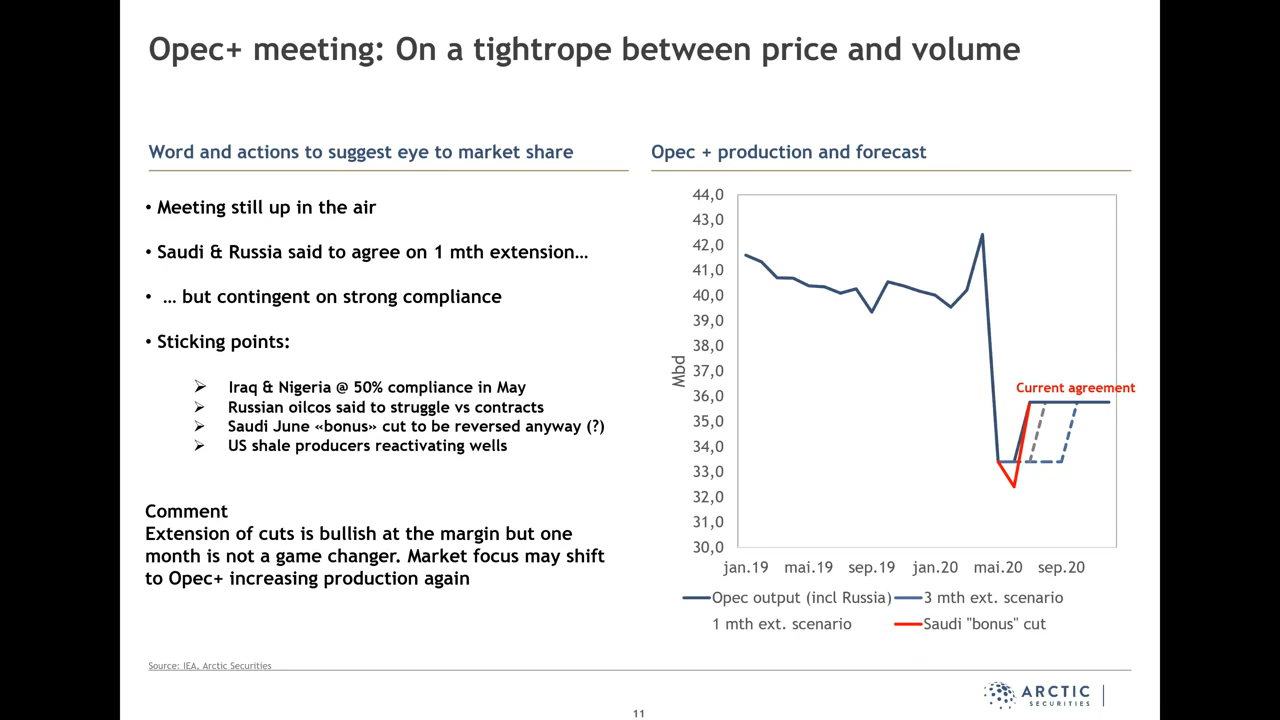 Opec+ meeting: On a tightrope between price and volume
Word and actions to suggest eye to market share
• Meeting still up in the air
• Saudi & Russia said to agree on 1 mth extension…
• … but contingent on strong compliance
• Sticking points:
➢ Iraq & Nigeria @ 50% compliance in May
➢ Russian oilcos said to struggle vs contracts
➢ Saudi June «bonus» cut to be reversed anyway (?)
➢ US shale producers reactivating wells
Comment
Extension of cuts is bullish at the margin but one
month is not a game changer. Market focus may shift
to Opec+ increasing production again
Opec + production and forecast
Mbd
44,0
43,0
42,0
41,0
40,0
39,0
38,0
37,0
36,0
35,0
34,0
33,0
32,0
31,0
30,0
Current agreement
jan.19 mai.19 sep.19 jan.20 mai.20 sep.20
Opec output (incl Russia) 3 mth ext. scenario
1 mth ext. scenario Saudi "bonus" cut
Source: IEA, Arctic Securities
ARCTIC
SECURITIES
11